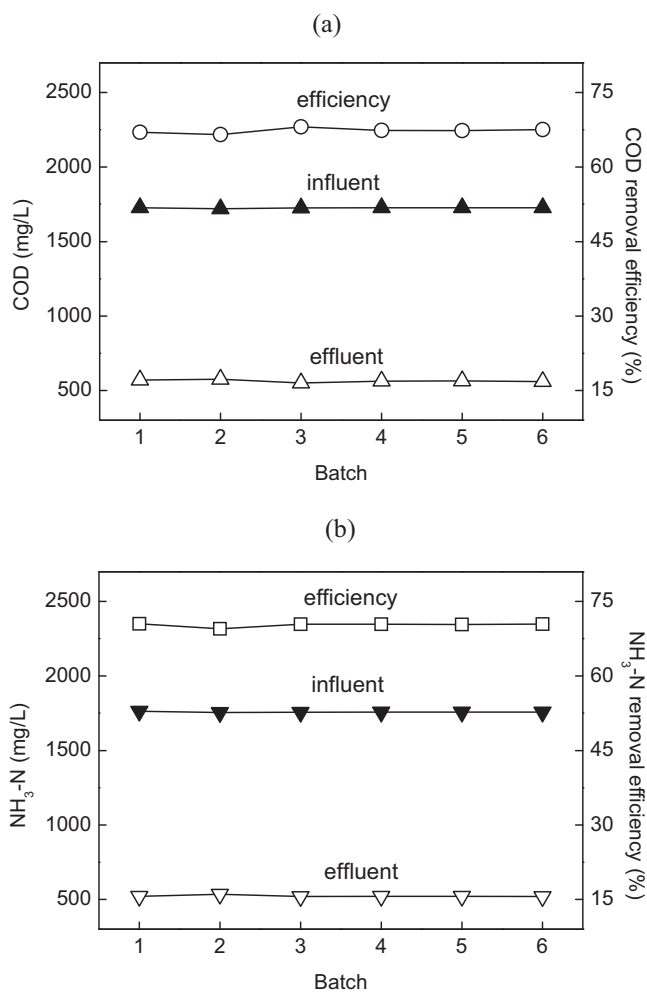 (a)
2500
2000
1500
1000
500
COD (mg/L)
efficiency
influent
effluent
75
60
45
30
15
COD removal efficiency (%)
1 2 3 4 5 6
Batch
(b)
2500
2000
1500
1000
500
NH₃-N (mg/L)
efficiency
influent
effluent
75
60
45
30
15
NH₃-N removal efficiency (%)
1 2 3 4 5 6
Batch